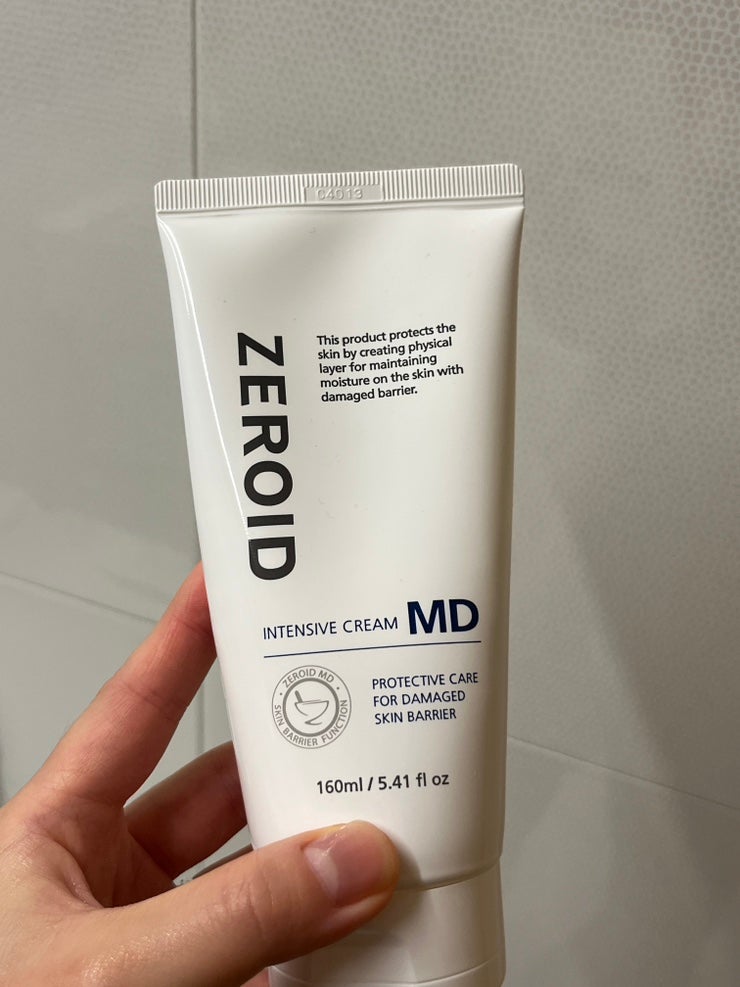 C4013
ZEROID
This product protects the
skin by creating physical
layer for maintaining
moisture on the skin with
damaged barrier.
INTENSIVE CREAM MD
ZEROID MD
SKIN BARRIER FUNCTION
PROTECTIVE CARE
FOR DAMAGED
SKIN BARRIER
160ml / 5.41 fl oz